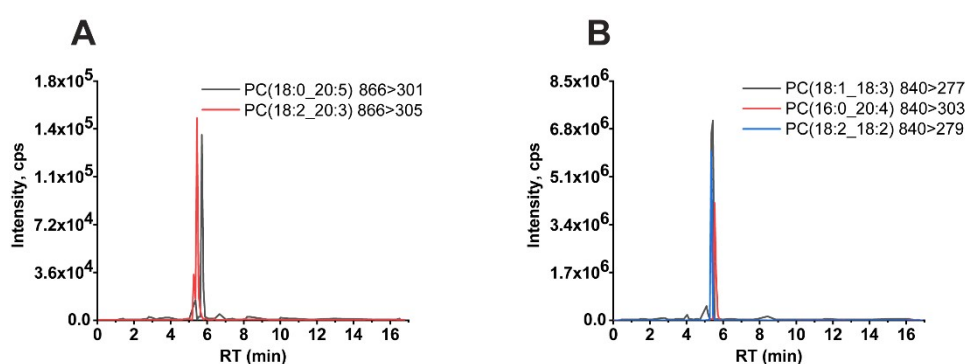 A
1.8x10⁵
1.4x10⁵
1.1x10⁵
7.2x10⁴
3.6x10⁴
0.0
Intensity, cps
PC(18:0_20:5) 866>301
PC(18:2_20:3) 866>305
0 2 4 6 8 10 12 14 16
RT (min)
B
8.5x10⁶
6.8x10⁶
5.1x10⁶
3.4x10⁶
1.7x10⁶
0.0
Intensity, cps
PC(18:1_18:3) 840>277
PC(16:0_20:4) 840>303
PC(18:2_18:2) 840>279
0 2 4 6 8 10 12 14 16
RT (min)